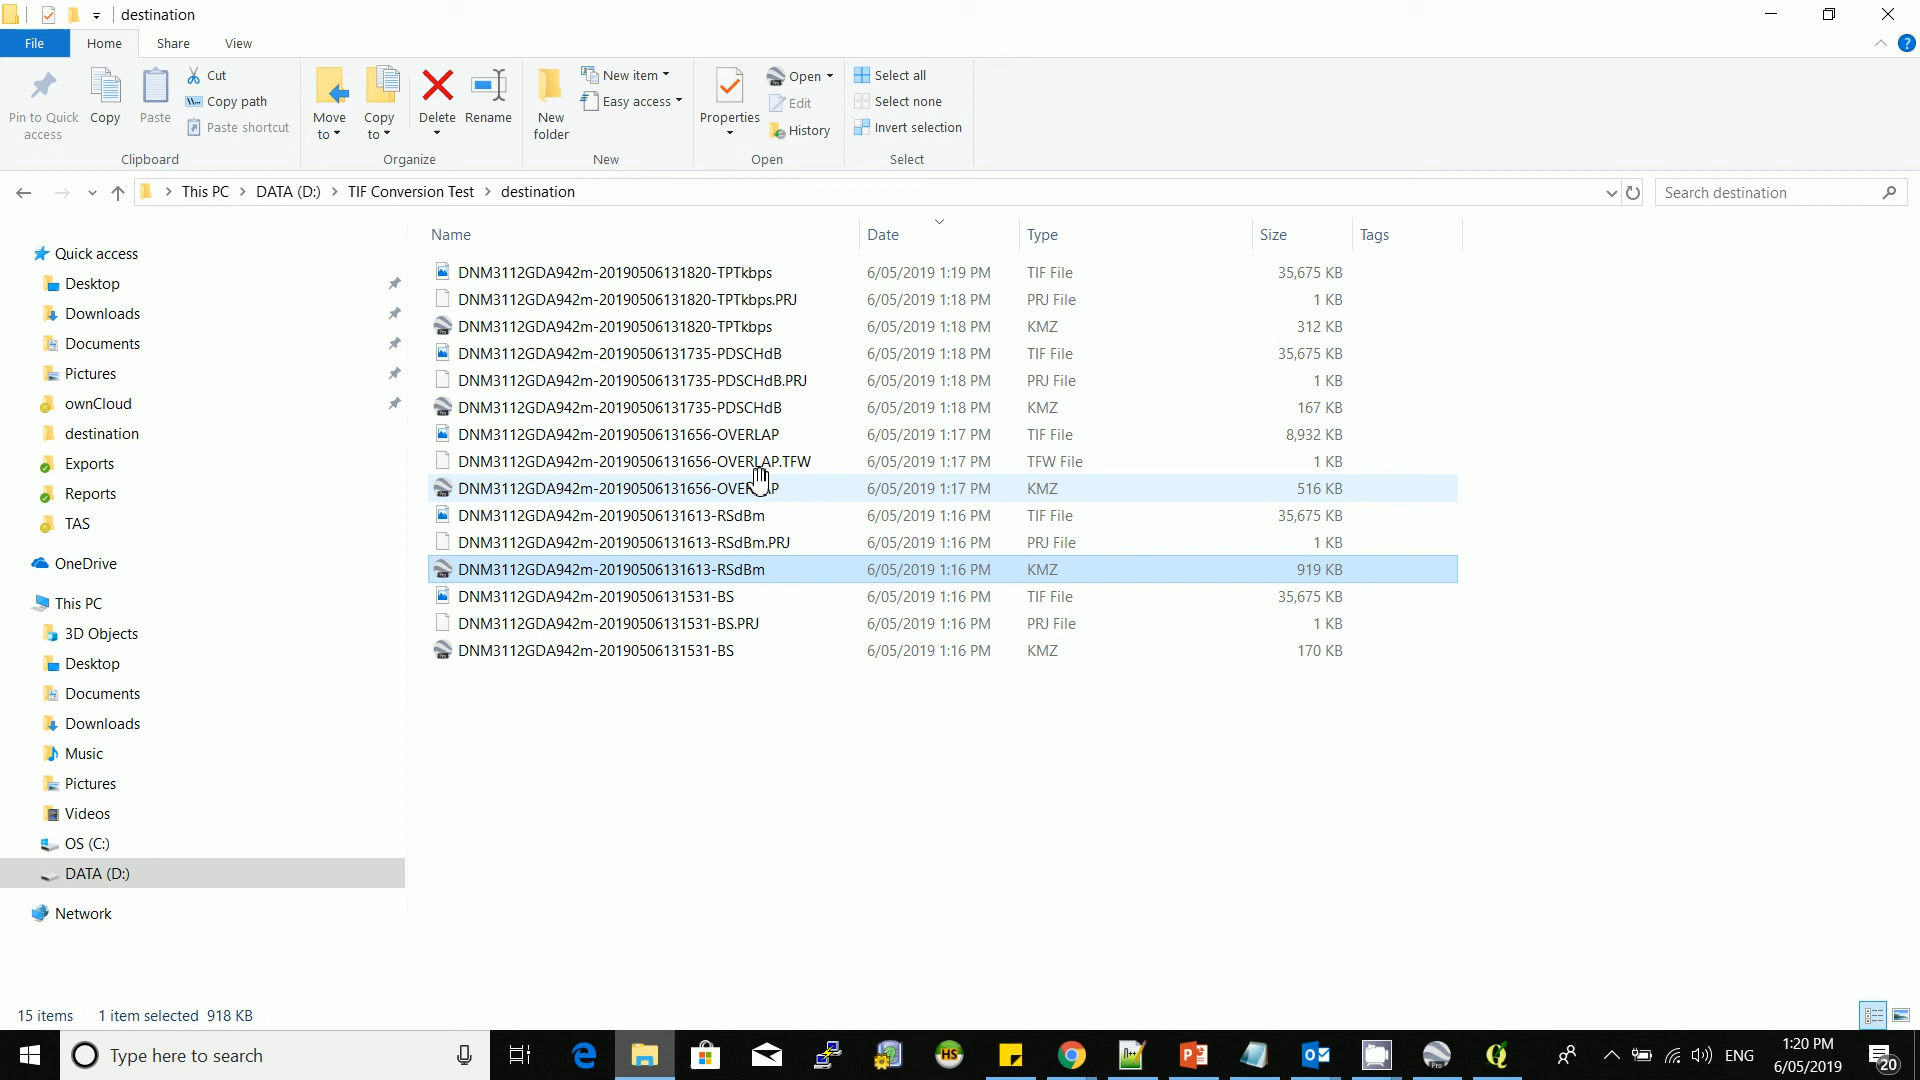 destination
File Home Share View
Pin to Quick access
Copy
Paste
Cut
Copy path
Paste shortcut
Clipboard
Move to
Copy to
Delete
Rename
Organize
New folder
New item
Easy access
New
Properties
Open
Edit
History
Open
Select all
Select none
Invert selection
Select
This PC > DATA (D:) > TIF Conversion Test > destination
Search destination
Quick access
Desktop
Downloads
Documents
Pictures
ownCloud
destination
Exports
Reports
TAS
OneDrive
This PC
3D Objects
Desktop
Documents
Downloads
Music
Pictures
Videos
OS (C:)
DATA (D:)
Network
Name Date Type Size Tags
DNM3112GDA942m-20190506131820-TPTkbps 6/05/2019 1:19 PM TIF File 35,675 KB
DNM3112GDA942m-20190506131820-TPTkbps.PRJ 6/05/2019 1:18 PM PRJ File 1 KB
DNM3112GDA942m-20190506131820-TPTkbps 6/05/2019 1:18 PM KMZ 312 KB
DNM3112GDA942m-20190506131735-PDSCHdB 6/05/2019 1:18 PM TIF File 35,675 KB
DNM3112GDA942m-20190506131735-PDSCHdB.PRJ 6/05/2019 1:18 PM PRJ File 1 KB
DNM3112GDA942m-20190506131735-PDSCHdB 6/05/2019 1:18 PM KMZ 167 KB
DNM3112GDA942m-20190506131656-OVERLAP 6/05/2019 1:17 PM TIF File 8,932 KB
DNM3112GDA942m-20190506131656-OVERLAP.TFW 6/05/2019 1:17 PM TFW File 1 KB
DNM3112GDA942m-20190506131656-OVERLAP 6/05/2019 1:17 PM KMZ 516 KB
DNM3112GDA942m-20190506131613-RSdBm 6/05/2019 1:16 PM TIF File 35,675 KB
DNM3112GDA942m-20190506131613-RSdBm.PRJ 6/05/2019 1:16 PM PRJ File 1 KB
DNM3112GDA942m-20190506131613-RSdBm 6/05/2019 1:16 PM KMZ 919 KB
DNM3112GDA942m-20190506131531-BS 6/05/2019 1:16 PM TIF File 35,675 KB
DNM3112GDA942m-20190506131531-BS.PRJ 6/05/2019 1:16 PM PRJ File 1 KB
DNM3112GDA942m-20190506131531-BS 6/05/2019 1:16 PM KMZ 170 KB
15 items 1 item selected 918 KB
Type here to search
HS
Pro
ENG
1:20 PM
6/05/2019
20